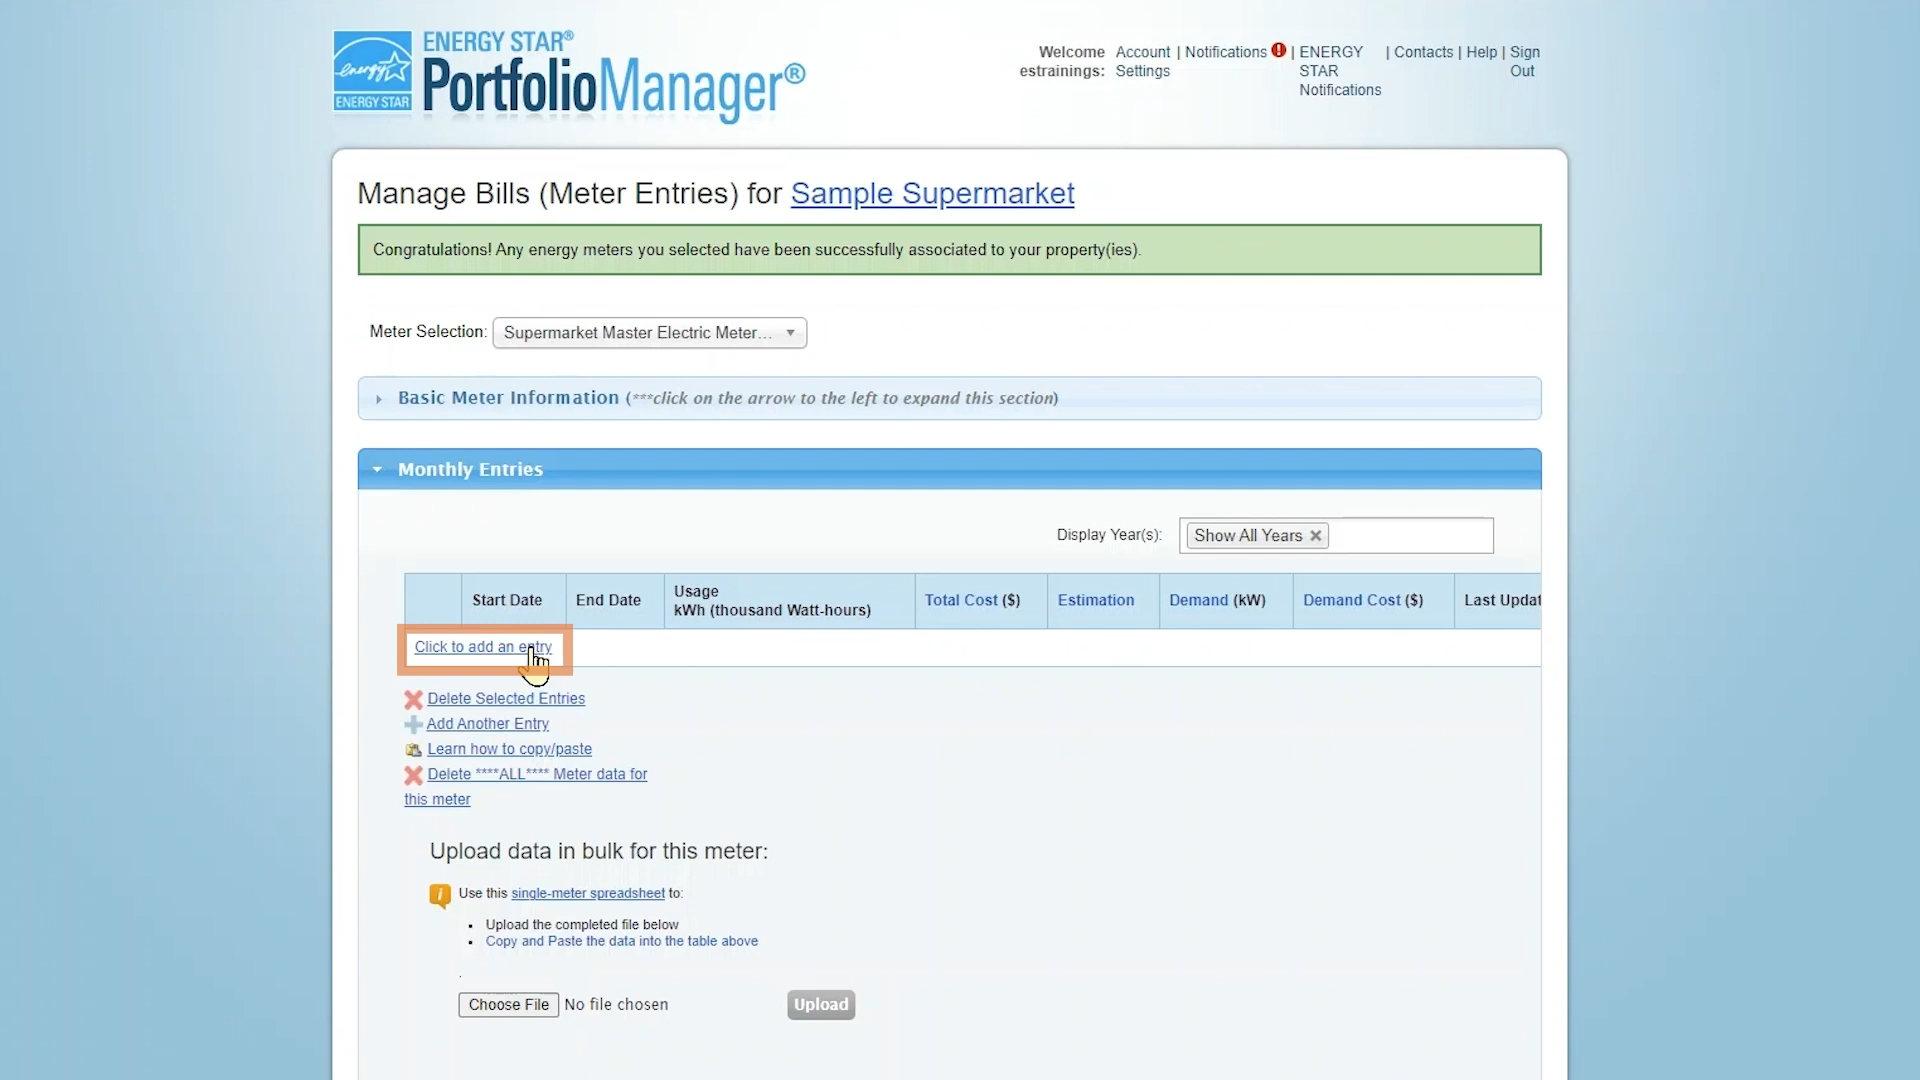 ENERGY STAR®
PortfolioManager®
energy
ENERGY STAR
Welcome estrainings:
Account Settings | Notifications | ENERGY STAR Notifications | Contacts | Help | Sign Out
Manage Bills (Meter Entries) for Sample Supermarket
Congratulations! Any energy meters you selected have been successfully associated to your property(ies).
Meter Selection: Supermarket Master Electric Meter...
Basic Meter Information (***click on the arrow to the left to expand this section)
Monthly Entries
Display Year(s): Show All Years
Start Date End Date Usage kWh (thousand Watt-hours) Total Cost ($) Estimation Demand (kW) Demand Cost ($) Last Updat
Click to add an entry
Delete Selected Entries
Add Another Entry
Learn how to copy/paste
Delete ****ALL**** Meter data for
this meter
Upload data in bulk for this meter:
Use this single-meter spreadsheet to:
Upload the completed file below
Copy and Paste the data into the table above
.
Choose File No file chosen Upload